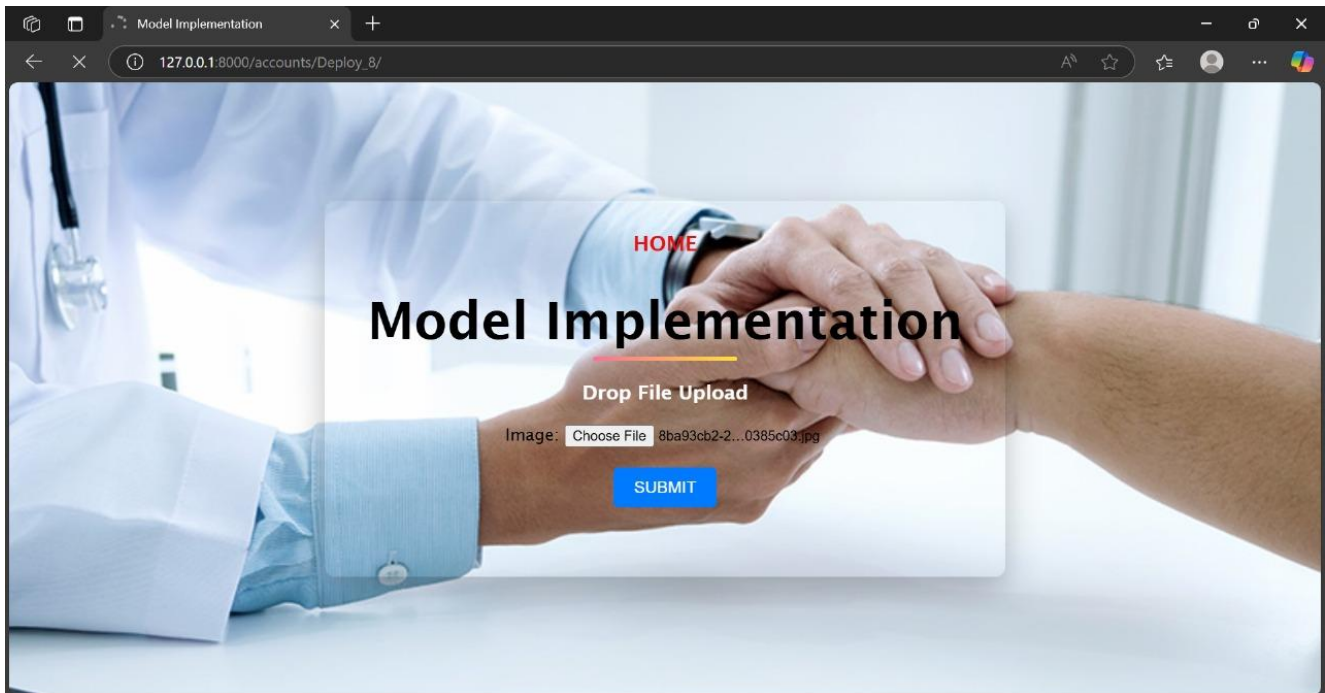 Model Implementation
127.0.0.1:8000/accounts/Deploy_8/
HOME
Model Implementation
Drop File Upload
Image: Choose File 8ba93cb2-2...0385c03.jpg
SUBMIT